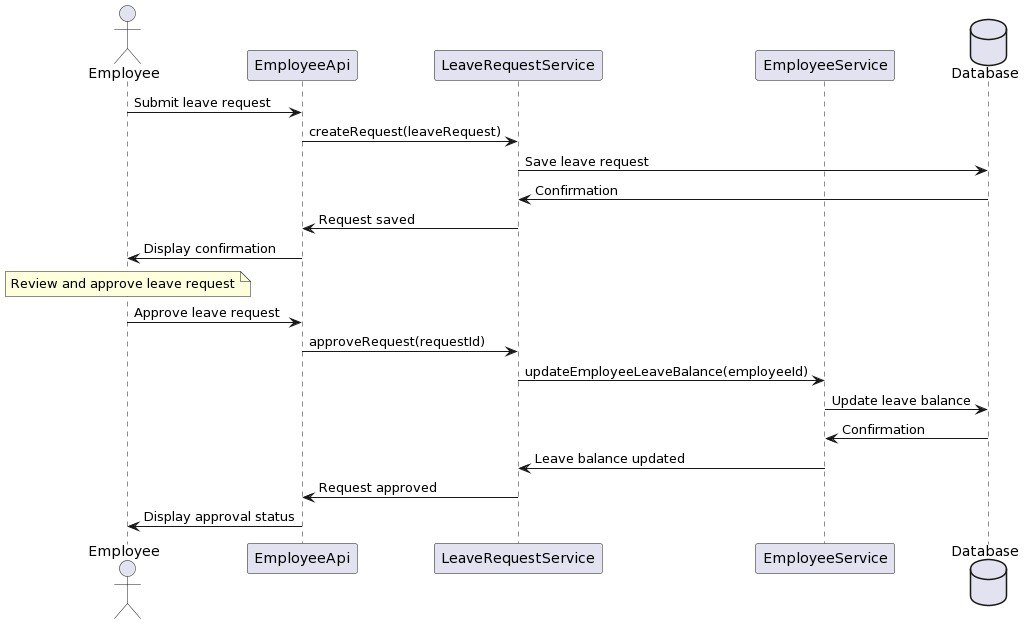 Employee
EmployeeApi
LeaveRequestService
EmployeeService
Database
Submit leave request
createRequest(leaveRequest)
Save leave request
Confirmation
Request saved
Display confirmation
Review and approve leave request
Approve leave request
approveRequest(requestId)
updateEmployeeLeaveBalance(employeeId)
Update leave balance
Confirmation
Leave balance updated
Request approved
Display approval status
Employee
EmployeeApi
LeaveRequestService
EmployeeService
Database